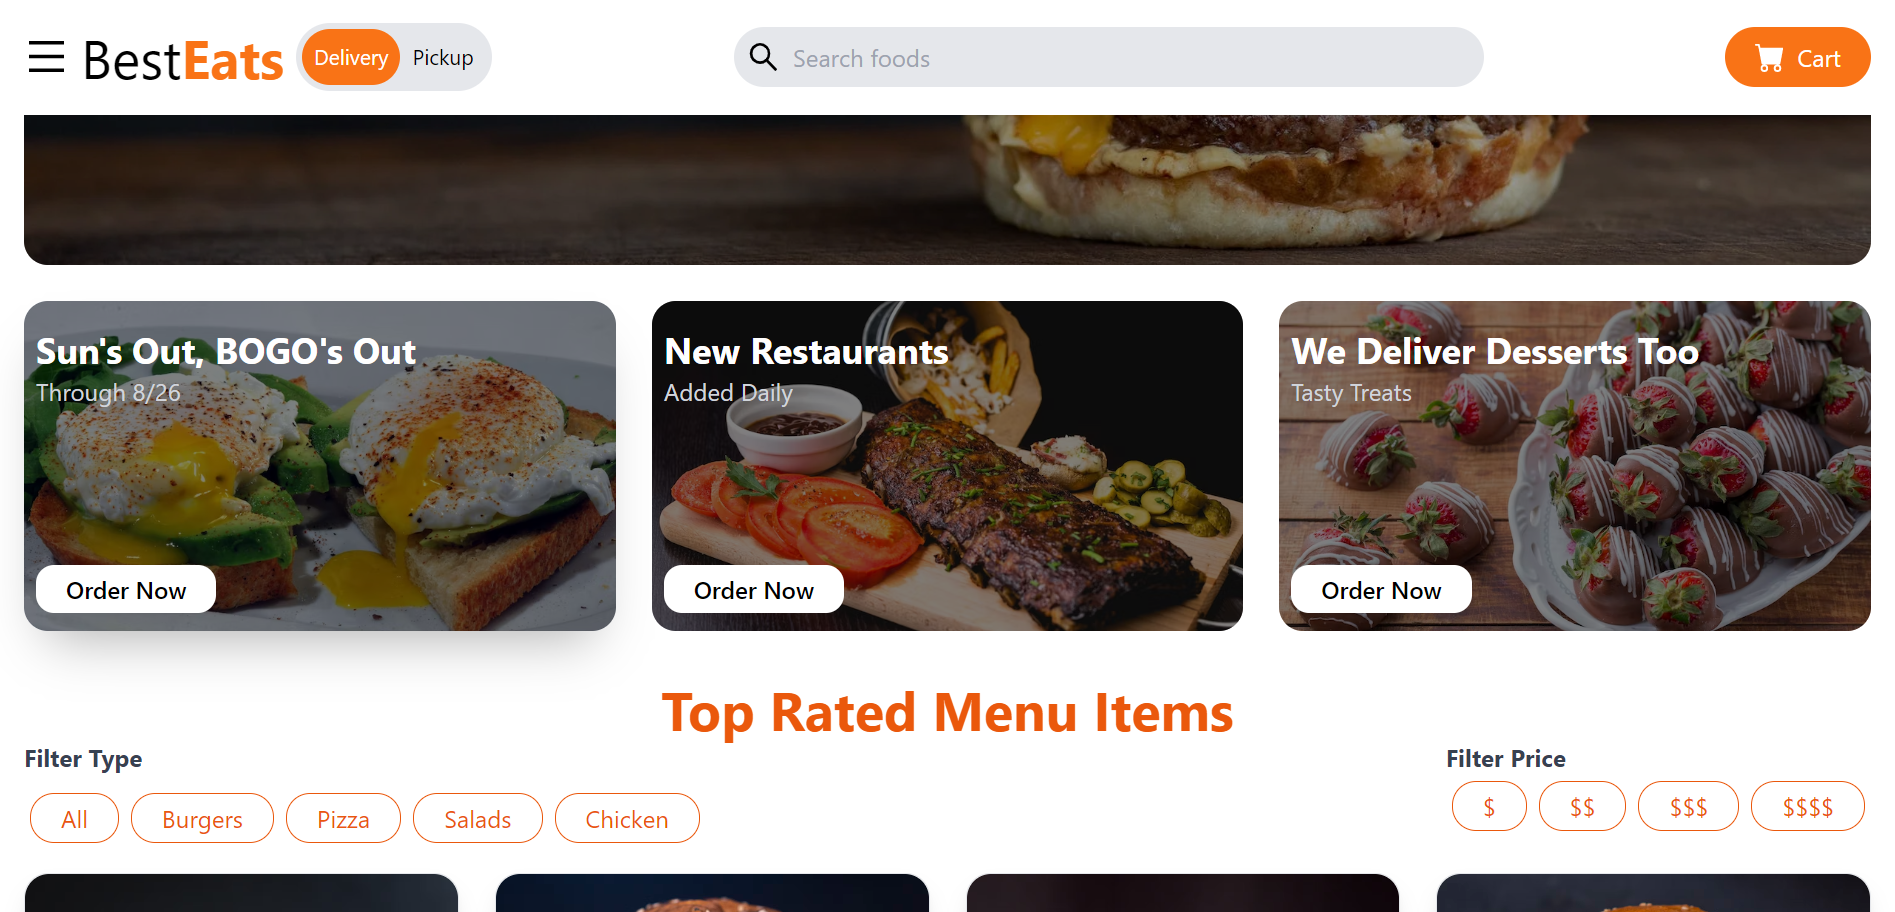 BestEats
Delivery
Pickup
Search foods
Cart
Sun's Out, BOGO's Out
Through 8/26
Order Now
New Restaurants
Added Daily
Order Now
We Deliver Desserts Too
Tasty Treats
Order Now
Top Rated Menu Items
Filter Type
All
Burgers
Pizza
Salads
Chicken
Filter Price
$
$$
$$$
$$$$